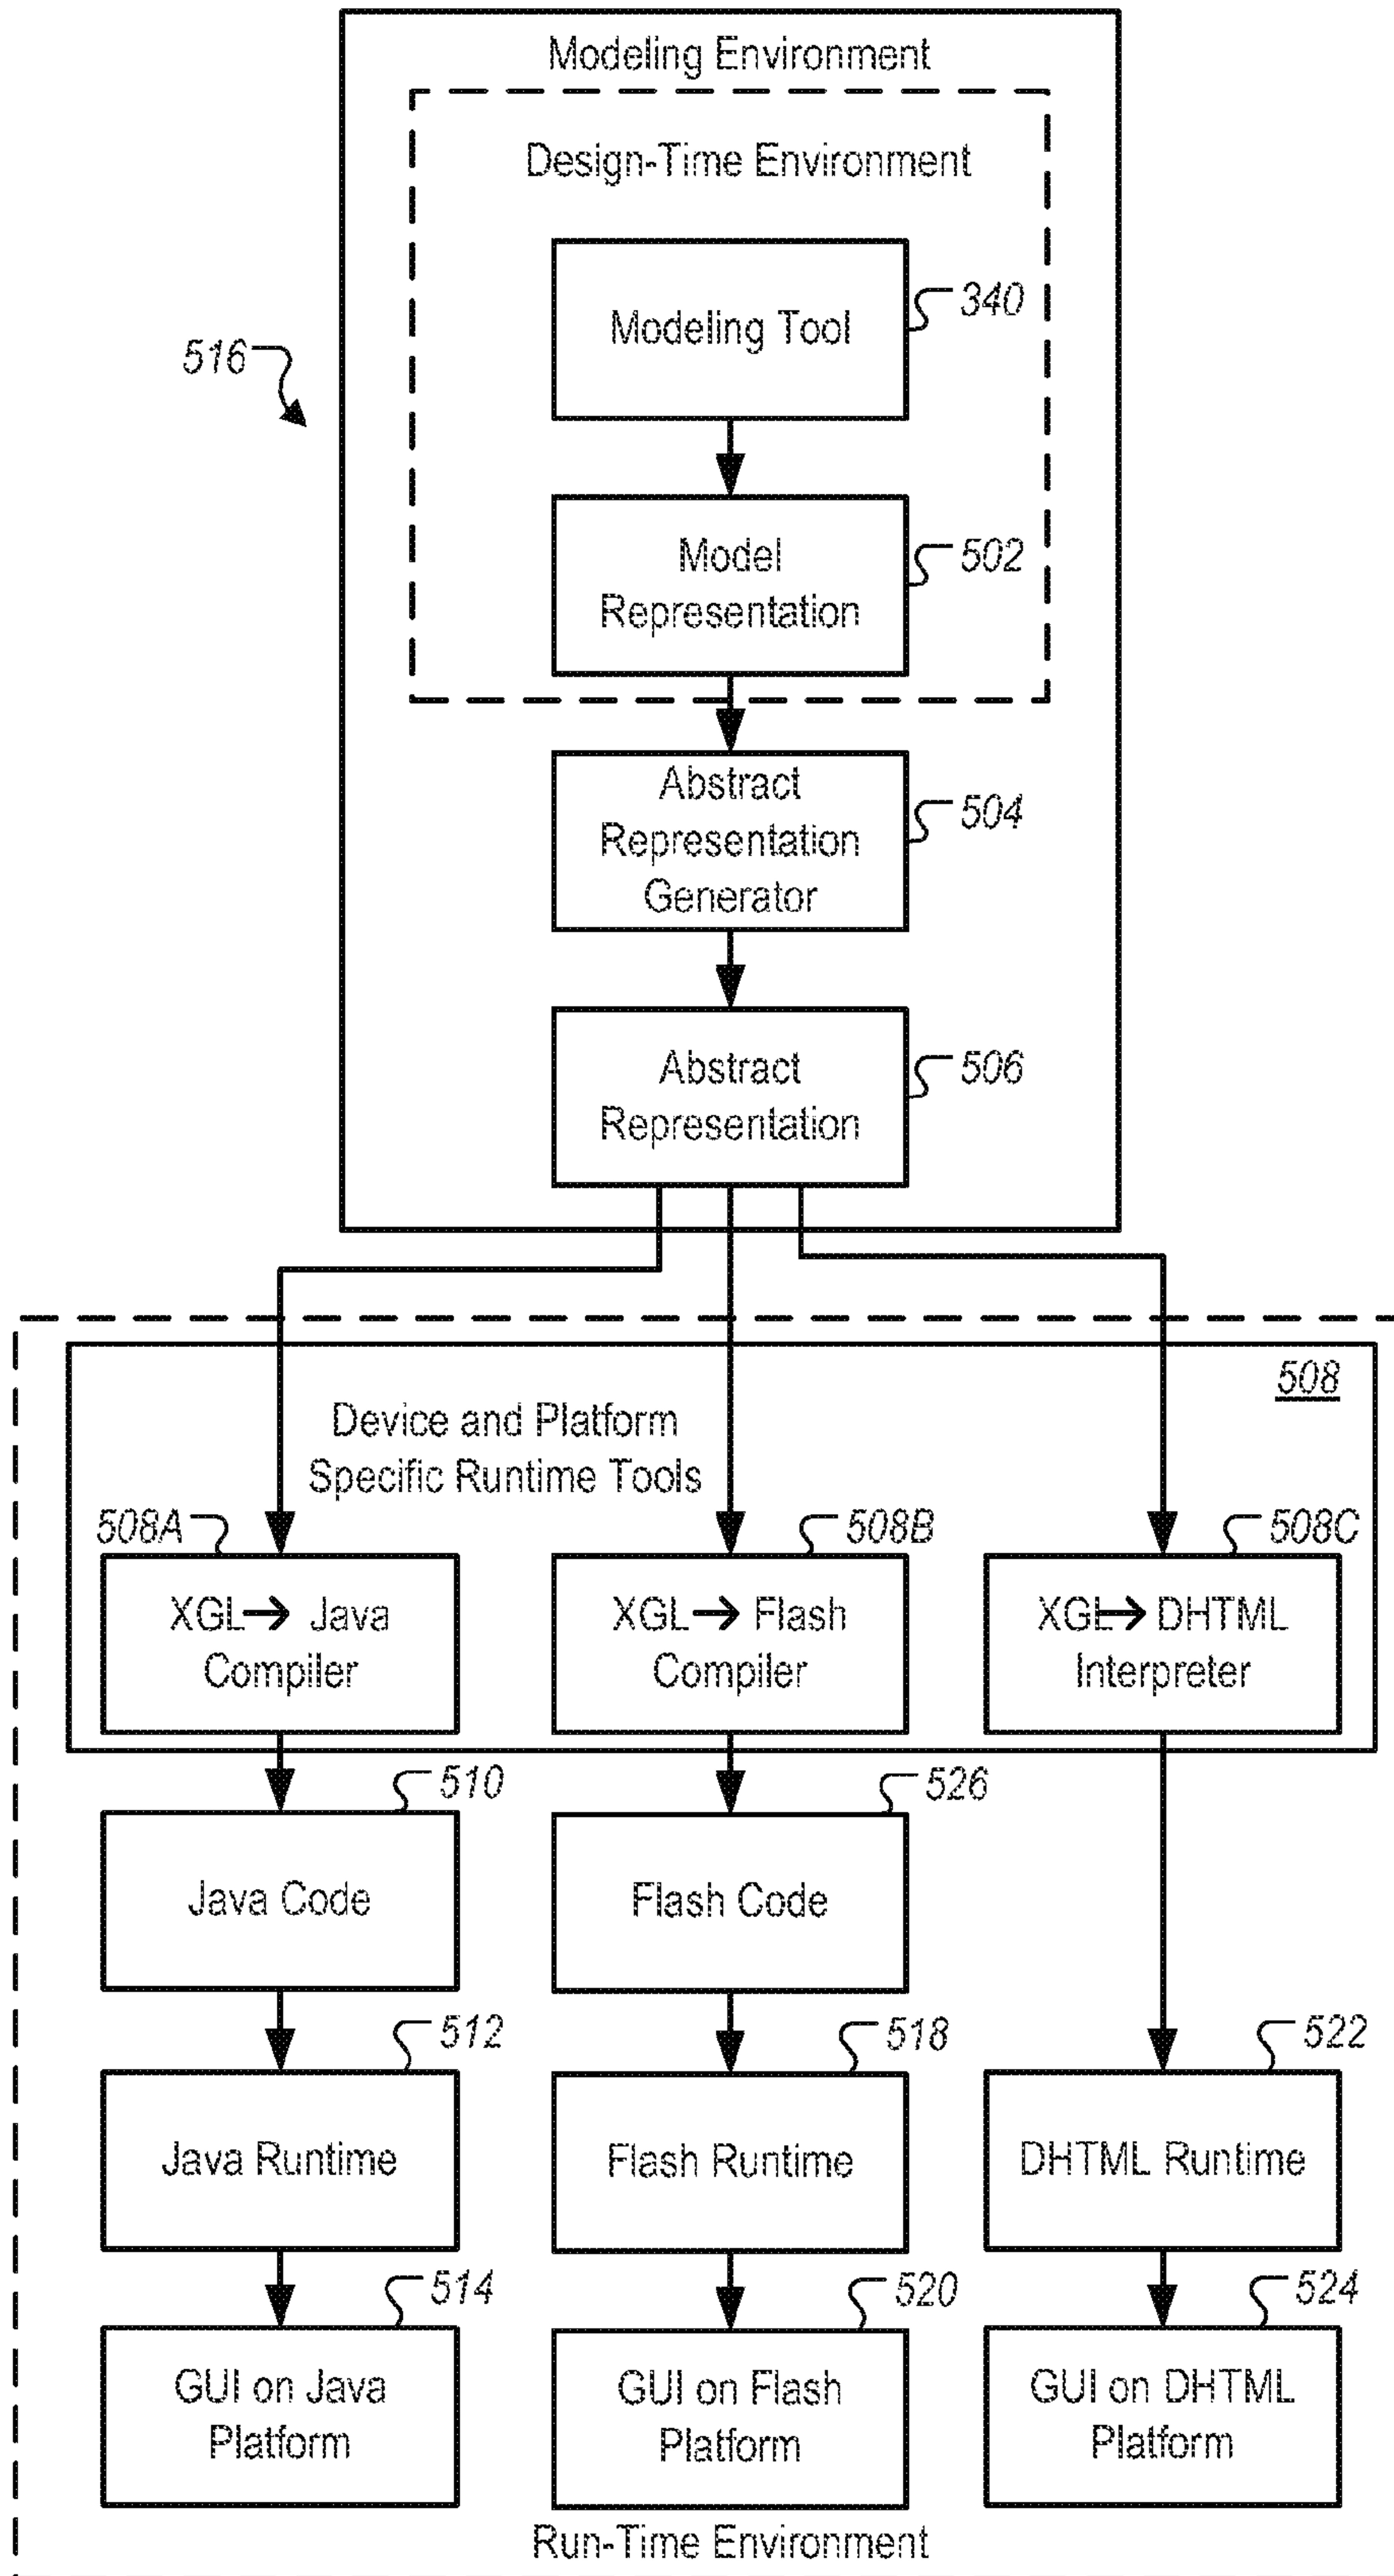 Modeling Environment
Design-Time Environment
Modeling Tool
340
516
Model
Representation
502
Abstract
Representation
Generator
504
Abstract
Representation
506
508
Device and Platform
Specific Runtime Tools
508A
508B
508C
XGL→ Java
Compiler
XGL→ Flash
Compiler
XGL→ DHTML
Interpreter
510
526
Java Code
Flash Code
512
518
522
Java Runtime
Flash Runtime
DHTML Runtime
514
520
524
GUI on Java
Platform
GUI on Flash
Platform
GUI on DHTML
Platform
Run-Time Environment